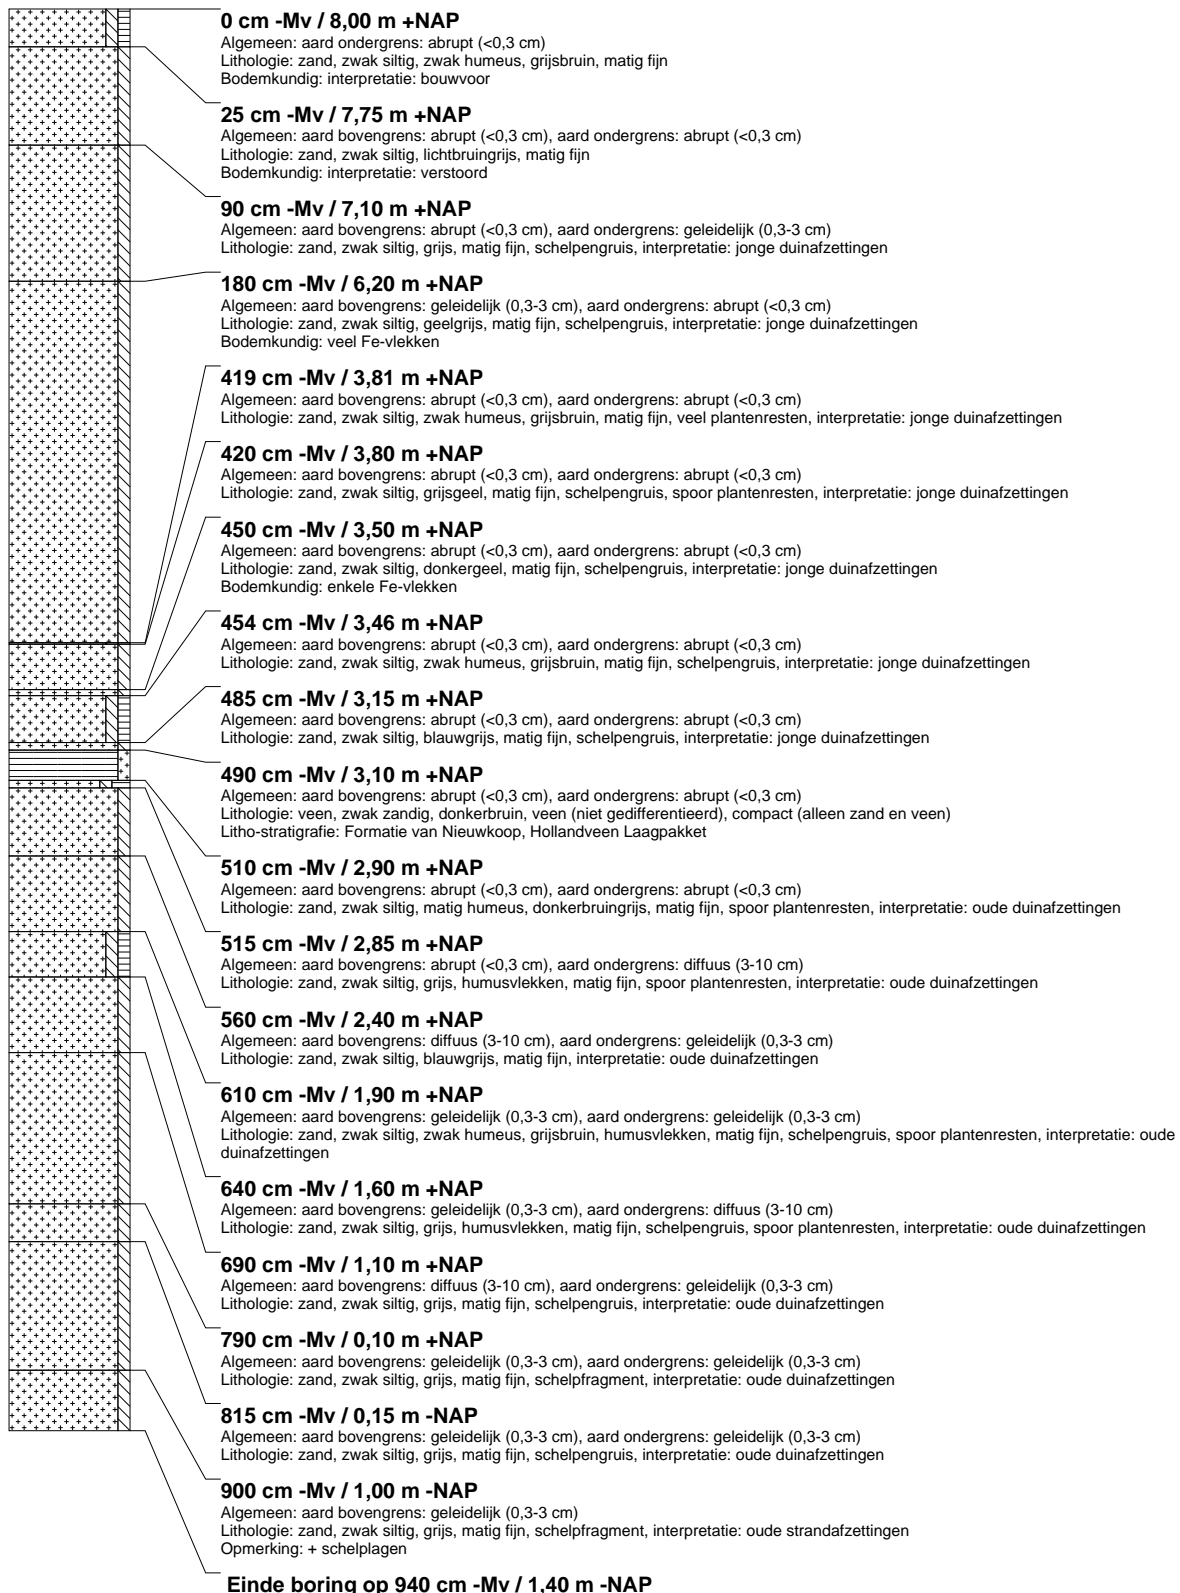 0 cm -Mv / 8,00 m +NAP
Algemeen: aard ondergrens: abrupt (<0,3 cm)
Lithologie: zand, zwak siltig, zwak humeus, grijsbruin, matig fijn
Bodemkundig: interpretatie: bouwvoor
25 cm -Mv / 7,75 m +NAP
Algemeen: aard bovengrens: abrupt (<0,3 cm), aard ondergrens: abrupt (<0,3 cm)
Lithologie: zand, zwak siltig, lichtbruingrijs, matig fijn
Bodemkundig: interpretatie: verstoord
90 cm -Mv / 7,10 m +NAP
Algemeen: aard bovengrens: abrupt (<0,3 cm), aard ondergrens: geleidelijk (0,3-3 cm)
Lithologie: zand, zwak siltig, grijs, matig fijn, schelpengruis, interpretatie: jonge duinafzettingen
180 cm -Mv / 6,20 m +NAP
Algemeen: aard bovengrens: geleidelijk (0,3-3 cm), aard ondergrens: abrupt (<0,3 cm)
Lithologie: zand, zwak siltig, geelgrijs, matig fijn, schelpengruis, interpretatie: jonge duinafzettingen
Bodemkundig: veel Fe-vlekken
419 cm -Mv / 3,81 m +NAP
Algemeen: aard bovengrens: abrupt (<0,3 cm), aard ondergrens: abrupt (<0,3 cm)
Lithologie: zand, zwak siltig, zwak humeus, grijsbruin, matig fijn, veel plantenresten, interpretatie: jonge duinafzettingen
420 cm -Mv / 3,80 m +NAP
Algemeen: aard bovengrens: abrupt (<0,3 cm), aard ondergrens: abrupt (<0,3 cm)
Lithologie: zand, zwak siltig, grijsgeel, matig fijn, schelpengruis, spoor plantenresten, interpretatie: jonge duinafzettingen
450 cm -Mv / 3,50 m +NAP
Algemeen: aard bovengrens: abrupt (<0,3 cm), aard ondergrens: abrupt (<0,3 cm)
Lithologie: zand, zwak siltig, donkergeel, matig fijn, schelpengruis, interpretatie: jonge duinafzettingen
Bodemkundig: enkele Fe-vlekken
454 cm -Mv / 3,46 m +NAP
Algemeen: aard bovengrens: abrupt (<0,3 cm), aard ondergrens: abrupt (<0,3 cm)
Lithologie: zand, zwak siltig, zwak humeus, grijsbruin, matig fijn, schelpengruis, interpretatie: jonge duinafzettingen
485 cm -Mv / 3,15 m +NAP
Algemeen: aard bovengrens: abrupt (<0,3 cm), aard ondergrens: abrupt (<0,3 cm)
Lithologie: zand, zwak siltig, blauwgrijs, matig fijn, schelpengruis, interpretatie: jonge duinafzettingen
490 cm -Mv / 3,10 m +NAP
Algemeen: aard bovengrens: abrupt (<0,3 cm), aard ondergrens: abrupt (<0,3 cm)
Lithologie: veen, zwak zandig, donkerbruin, veen (niet gedifferentieerd), compact (alleen zand en veen)
Litho-stratigrafie: Formatie van Nieuwkoop, Hollandveen Laagpakket
510 cm -Mv / 2,90 m +NAP
Algemeen: aard bovengrens: abrupt (<0,3 cm), aard ondergrens: abrupt (<0,3 cm)
Lithologie: zand, zwak siltig, matig humeus, donkerbruingrijs, matig fijn, spoor plantenresten, interpretatie: oude duinafzettingen
515 cm -Mv / 2,85 m +NAP
Algemeen: aard bovengrens: abrupt (<0,3 cm), aard ondergrens: diffuus (3-10 cm)
Lithologie: zand, zwak siltig, grijs, humusvlekken, matig fijn, spoor plantenresten, interpretatie: oude duinafzettingen
560 cm -Mv / 2,40 m +NAP
Algemeen: aard bovengrens: diffuus (3-10 cm), aard ondergrens: geleidelijk (0,3-3 cm)
Lithologie: zand, zwak siltig, blauwgrijs, matig fijn, interpretatie: oude duinafzettingen
610 cm -Mv / 1,90 m +NAP
Algemeen: aard bovengrens: geleidelijk (0,3-3 cm), aard ondergrens: geleidelijk (0,3-3 cm)
Lithologie: zand, zwak siltig, zwak humeus, grijsbruin, humusvlekken, matig fijn, schelpengruis, spoor plantenresten, interpretatie: oude
duinafzettingen
640 cm -Mv / 1,60 m +NAP
Algemeen: aard bovengrens: geleidelijk (0,3-3 cm), aard ondergrens: diffuus (3-10 cm)
Lithologie: zand, zwak siltig, grijs, humusvlekken, matig fijn, schelpengruis, spoor plantenresten, interpretatie: oude duinafzettingen
690 cm -Mv / 1,10 m +NAP
Algemeen: aard bovengrens: diffuus (3-10 cm), aard ondergrens: geleidelijk (0,3-3 cm)
Lithologie: zand, zwak siltig, grijs, matig fijn, schelpengruis, interpretatie: oude duinafzettingen
790 cm -Mv / 0,10 m +NAP
Algemeen: aard bovengrens: geleidelijk (0,3-3 cm), aard ondergrens: geleidelijk (0,3-3 cm)
Lithologie: zand, zwak siltig, grijs, matig fijn, schelpfragment, interpretatie: oude duinafzettingen
815 cm -Mv / 0,15 m -NAP
Algemeen: aard bovengrens: geleidelijk (0,3-3 cm), aard ondergrens: geleidelijk (0,3-3 cm)
Lithologie: zand, zwak siltig, grijs, matig fijn, schelpengruis, interpretatie: oude duinafzettingen
900 cm -Mv / 1,00 m -NAP
Algemeen: aard bovengrens: geleidelijk (0,3-3 cm)
Lithologie: zand, zwak siltig, grijs, matig fijn, schelpfragment, interpretatie: oude strandafzettingen
Opmerking: + schelplagen
Einde boring op 940 cm -Mv / 1,40 m -NAP